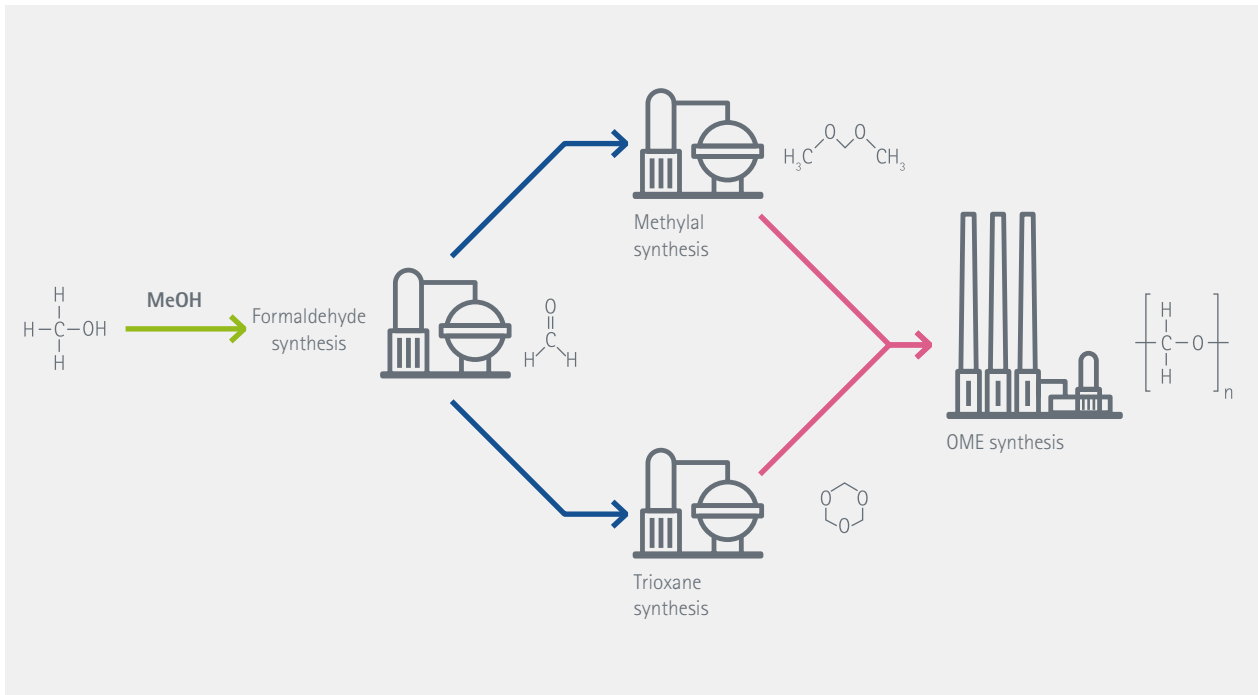 MeOH
H
H–C–OH
H
Formaldehyde
synthesis
O
C
H H
O O
H₃C CH₃
Methylal
synthesis
O O
O
Trioxane
synthesis
OME synthesis
H
C–O
H
n